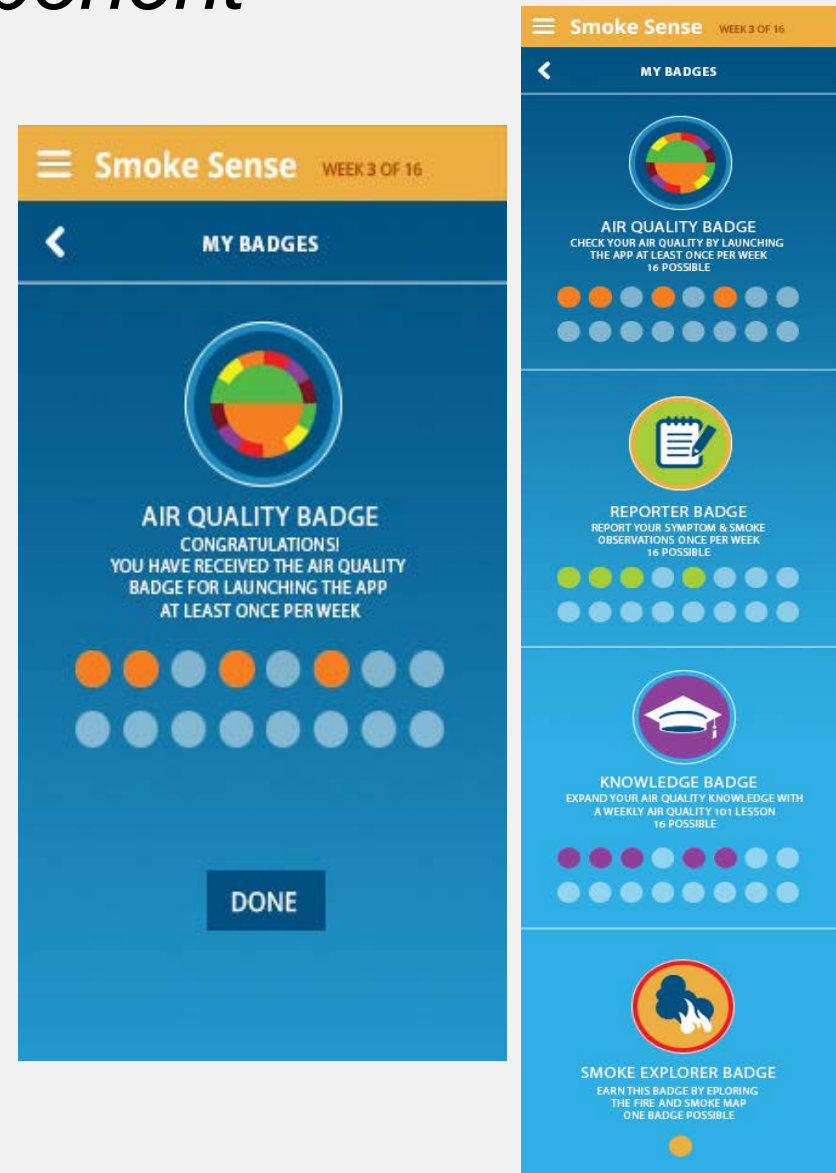 Smoke Sense WEEK 3 OF 16
MY BADGES
AIR QUALITY BADGE
CONGRATULATIONS!
YOU HAVE RECEIVED THE AIR QUALITY
BADGE FOR LAUNCHING THE APP
AT LEAST ONCE PER WEEK
DONE
Smoke Sense WEEK 3 OF 16
MY BADGES
AIR QUALITY BADGE
CHECK YOUR AIR QUALITY BY LAUNCHING
THE APP AT LEAST ONCE PER WEEK
16 POSSIBLE
REPORTER BADGE
REPORT YOUR SYMPTOM & SMOKE
OBSERVATIONS ONCE PER WEEK
16 POSSIBLE
KNOWLEDGE BADGE
EXPAND YOUR AIR QUALITY KNOWLEDGE WITH
A WEEKLY AIR QUALITY 101 LESSON
16 POSSIBLE
SMOKE EXPLORER BADGE
EARN THIS BADGE BY EPLORING
THE FIRE AND SMOKE MAP
ONE BADGE POSSIBLE